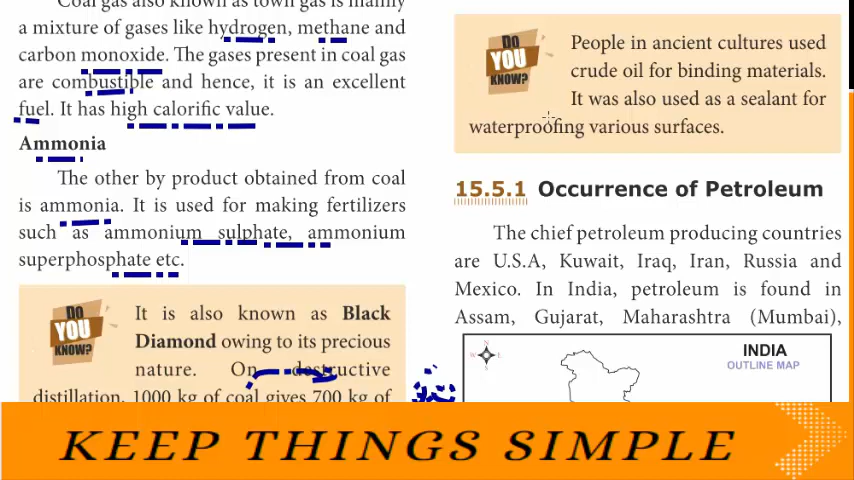 Coal gas also known as town gas is mainly
a mixture of gases like hydrogen, methane and
carbon monoxide. The gases present in coal gas
are combustible and hence, it is an excellent
fuel. It has high calorific value.
Ammonia
The other by product obtained from coal
is ammonia. It is used for making fertilizers
such as ammonium sulphate, ammonium
superphosphate etc.
DO
YOU
KNOW?
It is also known as Black
Diamond owing to its precious
nature. On destructive
distillation, 1000 kg of coal gives 700 kg of
DO
YOU
KNOW?
People in ancient cultures used
crude oil for binding materials.
It was also used as a sealant for
waterproofing various surfaces.
15.5.1 Occurrence of Petroleum
The chief petroleum producing countries
are U.S.A, Kuwait, Iraq, Iran, Russia and
Mexico. In India, petroleum is found in
Assam, Gujarat, Maharashtra (Mumbai),
N
W E
S
INDIA
OUTLINE MAP
KEEP THINGS SIMPLE